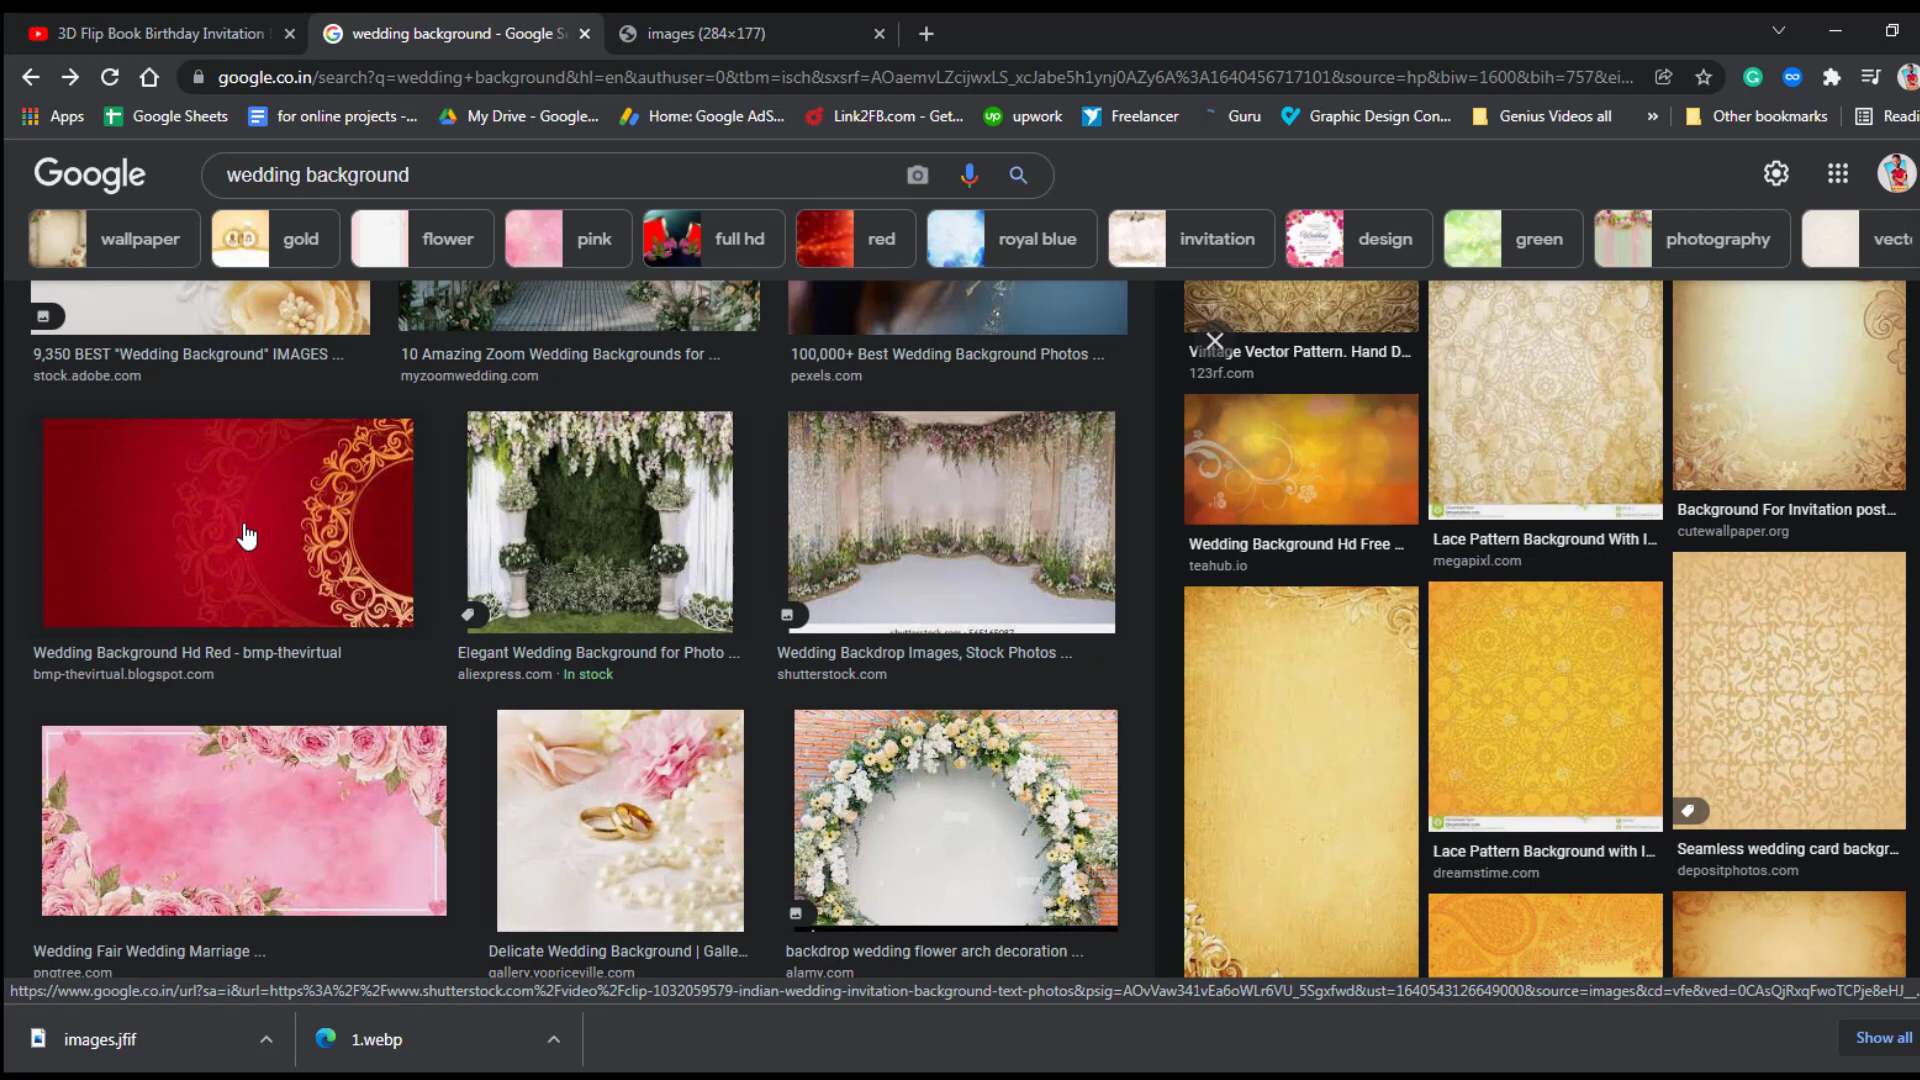 3D Flip Book Birthday Invitation
wedding background - Google S
images (284×177)
google.co.in/search?q=wedding+background&hl=en&authuser=0&tbm=isch&sxsrf=AOaemvLZcijwxLS_xcJabe5h1ynj0AZy6A%3A1640456717101&source=hp&biw=1600&bih=757&ei...
Apps
Google Sheets
for online projects -...
My Drive - Google...
Home: Google AdS...
Link2FB.com - Get...
up
upwork
Freelancer
Guru
Graphic Design Con...
Genius Videos all
»
Other bookmarks
Readi
Google
wedding background
wallpaper
gold
flower
pink
full hd
red
royal blue
invitation
design
green
photography
vect
9,350 BEST "Wedding Background" IMAGES ...
stock.adobe.com
10 Amazing Zoom Wedding Backgrounds for ...
myzoomwedding.com
100,000+ Best Wedding Background Photos ...
pexels.com
Vintage Vector Pattern. Hand D...
123rf.com
Wedding Background Hd Free ...
teahub.io
Lace Pattern Background With I...
megapixl.com
Background For Invitation post...
cutewallpaper.org
Wedding Background Hd Red - bmp-thevirtual
bmp-thevirtual.blogspot.com
Elegant Wedding Background for Photo ...
aliexpress.com · In stock
Wedding Backdrop Images, Stock Photos ...
shutterstock.com
Lace Pattern Background with I...
dreamstime.com
Seamless wedding card backgr...
depositphotos.com
Wedding Fair Wedding Marriage ...
pngtree.com
Delicate Wedding Background | Galle...
gallery.yopriceville.com
backdrop wedding flower arch decoration ...
alamy.com
https://www.google.co.in/url?sa=i&url=https%3A%2F%2Fwww.shutterstock.com%2Fvideo%2Fclip-1032059579-indian-wedding-invitation-background-text-photos&psig=AOvVaw341vEa6oWLr6VU_5Sgxfwd&ust=1640543126649000&source=images&cd=vfe&ved=0CAsQjRxqFwoTCPje8eHJ__...
images.jfif
1.webp
Show all